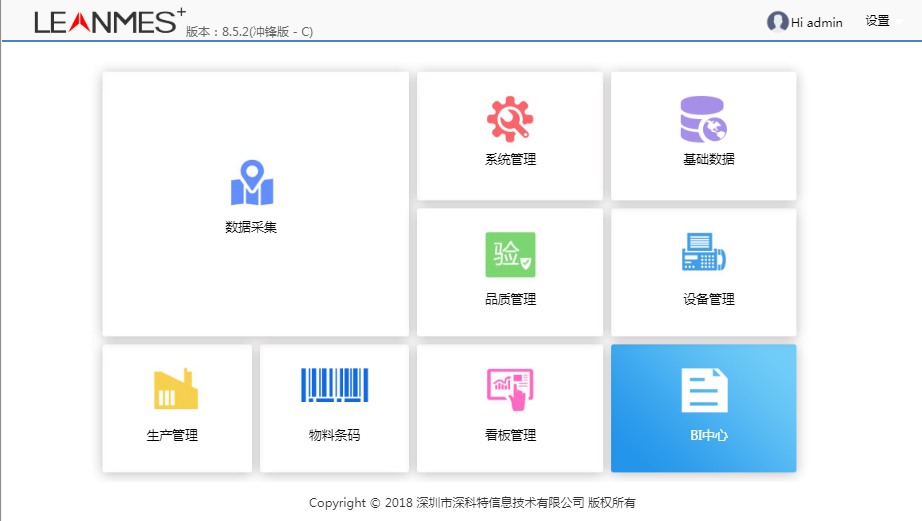 LEANMES+ 版本：8.5.2(冲锋版 - C)
Hi admin 设置
数据采集
系统管理
基础数据
验
品质管理
设备管理
生产管理
物料条码
看板管理
BI中心
Copyright © 2018 深圳市深科特信息技术有限公司 版权所有